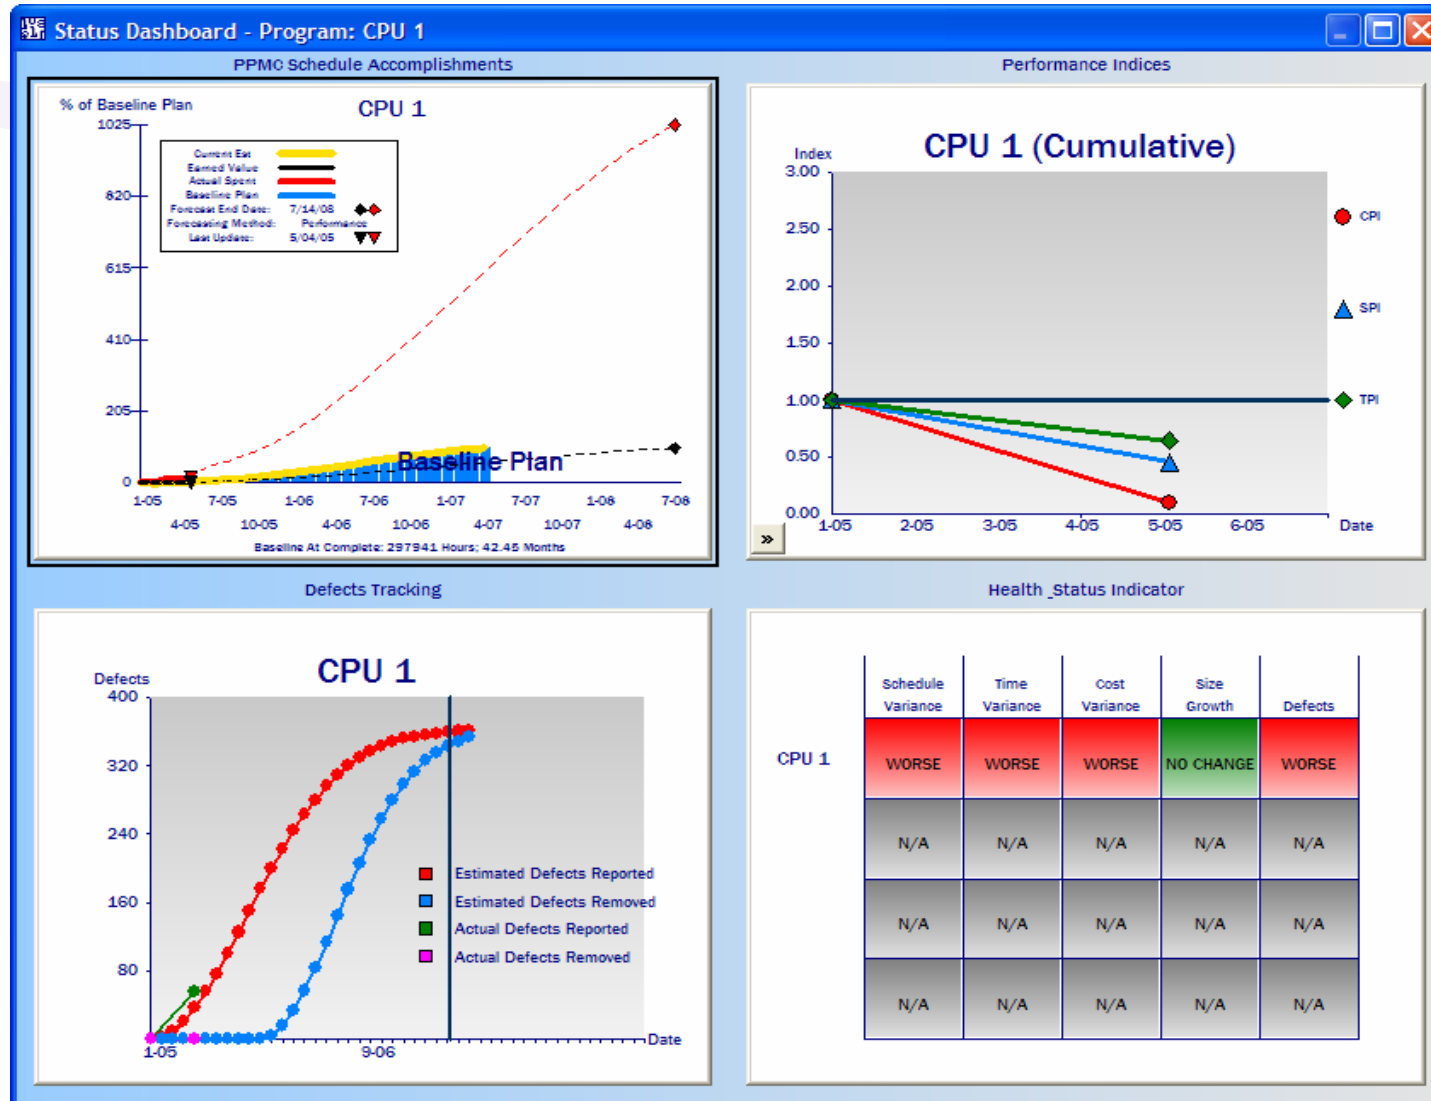 Status Dashboard - Program: CPU 1
PPMC Schedule Accomplishments
% of Baseline Plan
CPU 1
1025
820
615
410
205
0
Current Est
Earned Value
Actual Spent
Baseline Plan
Forecast End Date: 7/14/08
Forecasting Method: Performance
Last Update: 5/04/05
Baseline Plan
1-05 7-05 1-06 7-06 1-07 7-07 1-08 7-08
4-05 10-05 4-06 10-06 4-07 10-07 4-08
Baseline At Complete: 297941 Hours; 42.45 Months
Performance Indices
CPU 1 (Cumulative)
Index
3.00
2.50
2.00
1.50
1.00
0.50
0.00
CPI
SPI
TPI
1-05 2-05 3-05 4-05 5-05 6-05 Date
»
Defects Tracking
CPU 1
Defects
400
320
240
160
80
Estimated Defects Reported
Estimated Defects Removed
Actual Defects Reported
Actual Defects Removed
1-05 9-06 Date
Health _Status Indicator
Schedule Variance Time Variance Cost Variance Size Growth Defects
CPU 1 WORSE WORSE WORSE NO CHANGE WORSE
N/A N/A N/A N/A N/A
N/A N/A N/A N/A N/A
N/A N/A N/A N/A N/A